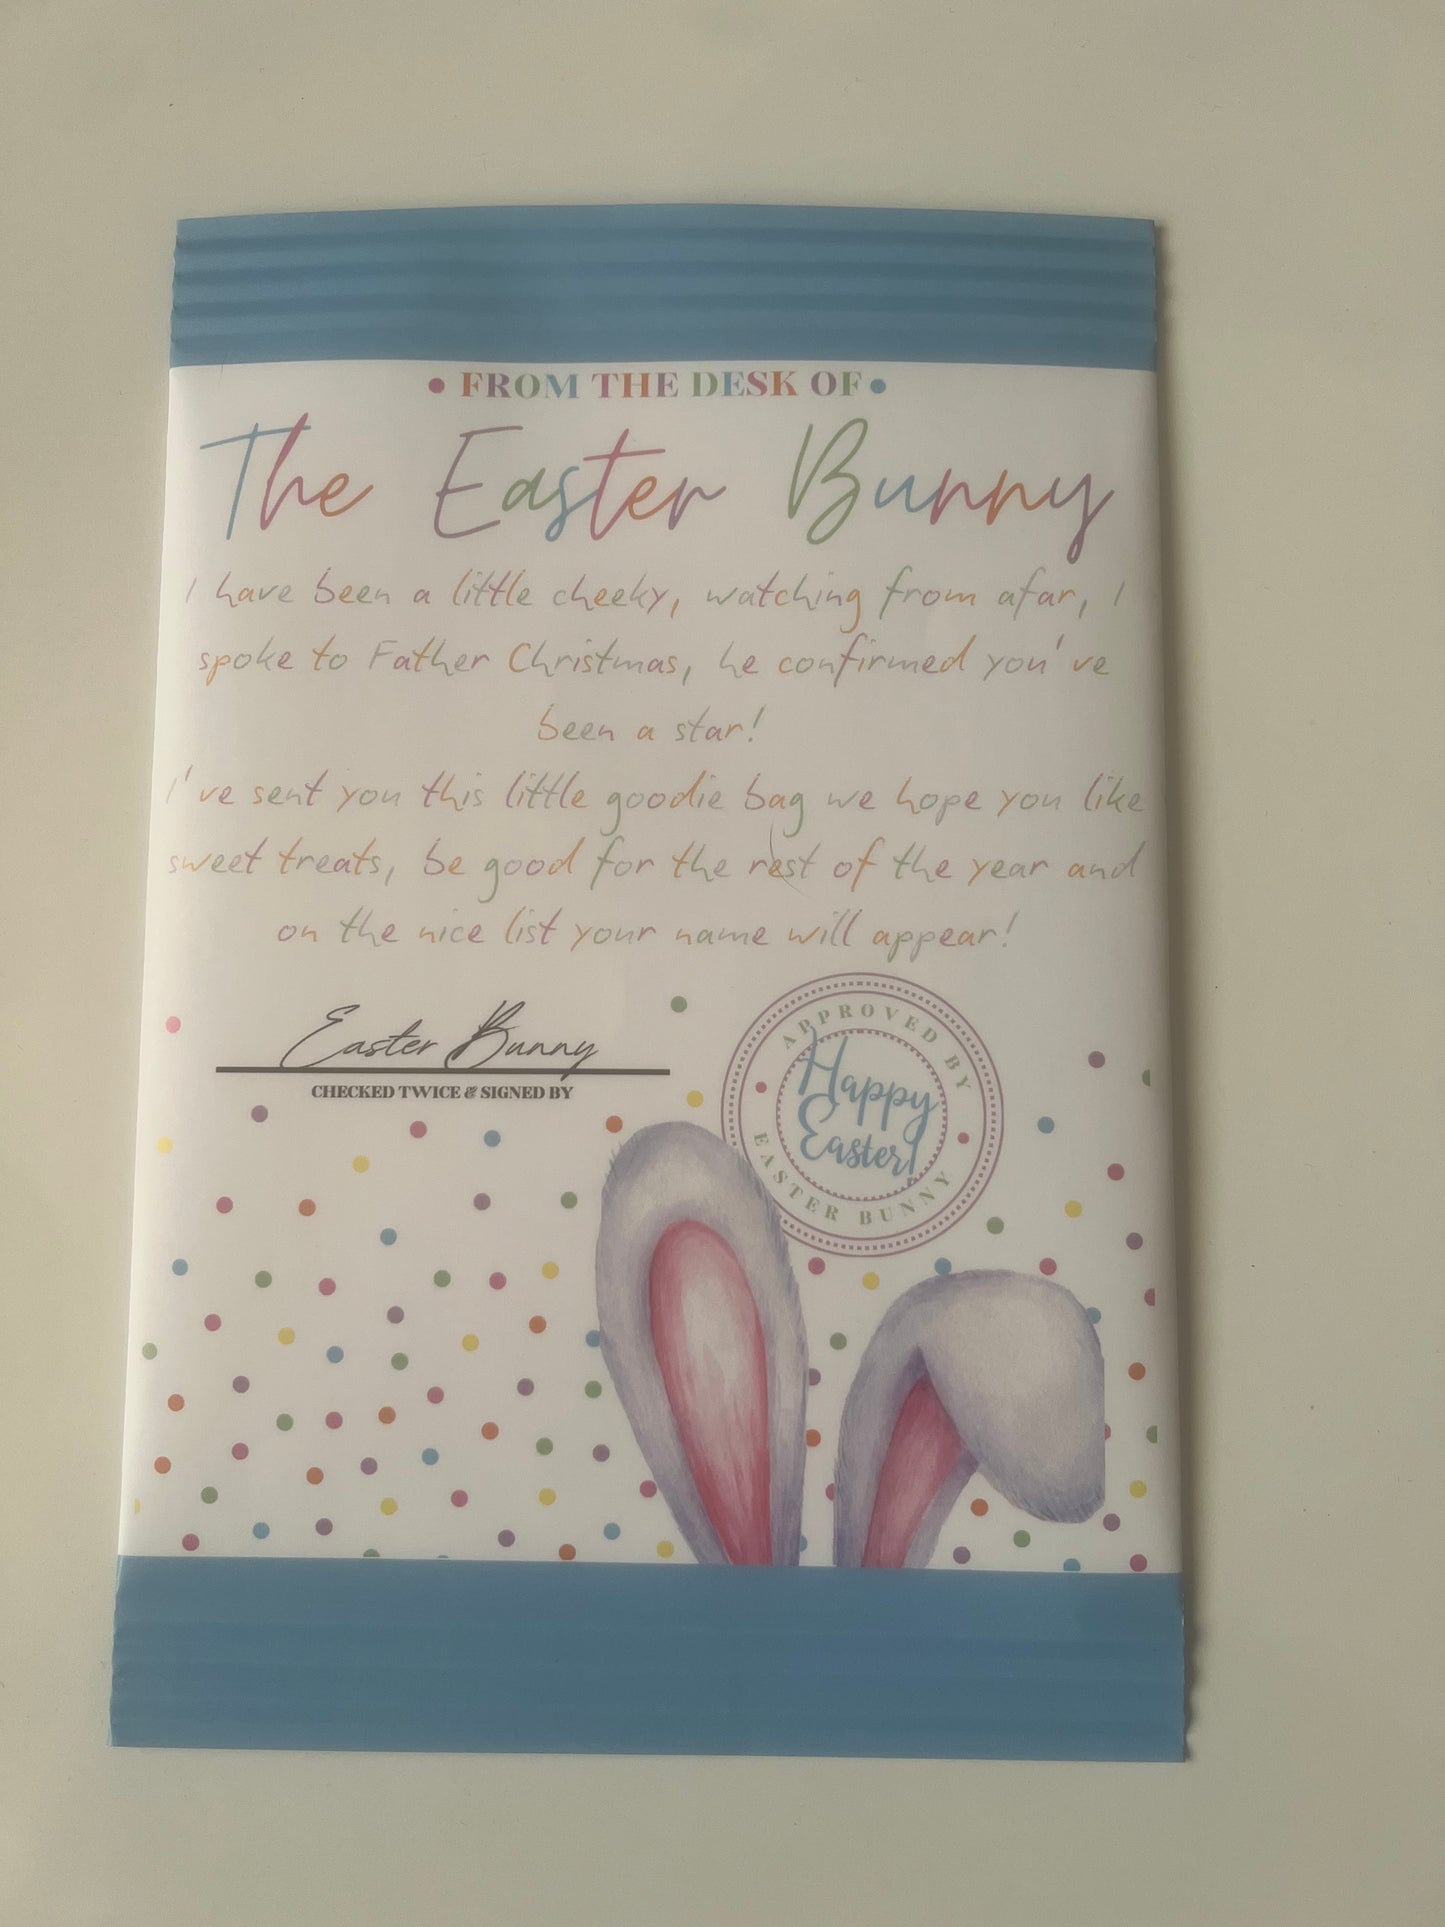 • FROM THE DESK OF •
The Easter Bunny
I have been a little cheeky, watching from afar, I
spoke to Father Christmas, he confirmed you've
been a star!
I've sent you this little goodie bag we hope you like
sweet treats, be good for the rest of the year and
on the nice list your name will appear!
Easter Bunny
CHECKED TWICE & SIGNED BY
APPROVED BY
Happy
Easter!
EASTER BUNNY